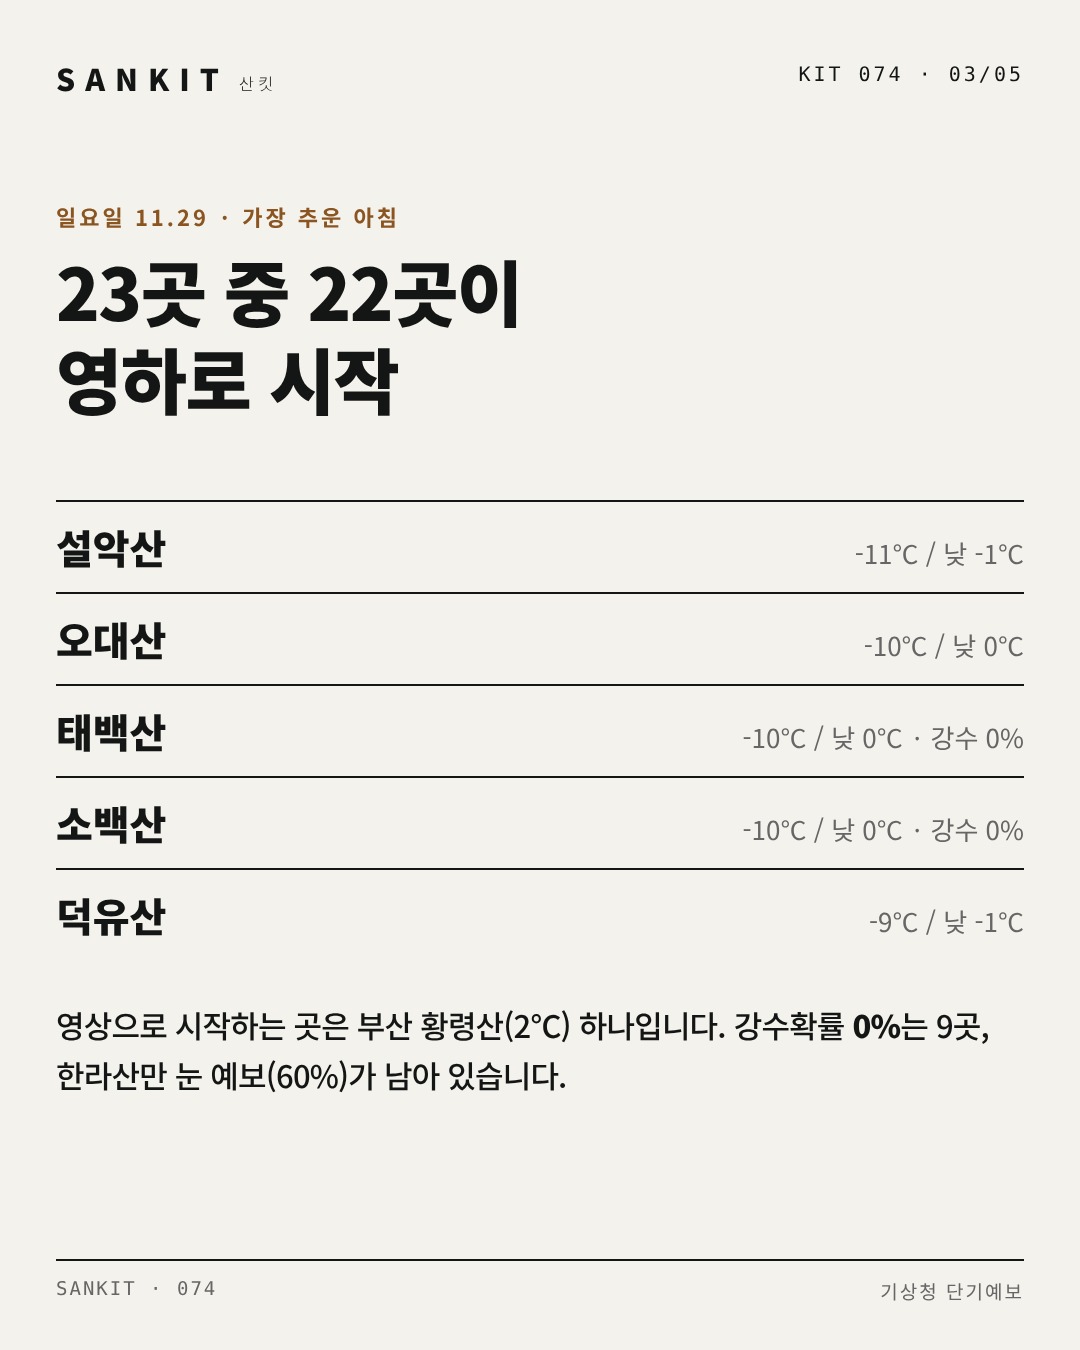 SANKIT 산킷
KIT 074 · 03/05
일요일 11.29 · 가장 추운 아침
23곳 중 22곳이
영하로 시작
설악산 -11°C / 낮 -1°C
오대산 -10°C / 낮 0°C
태백산 -10°C / 낮 0°C · 강수 0%
소백산 -10°C / 낮 0°C · 강수 0%
덕유산 -9°C / 낮 -1°C
영상으로 시작하는 곳은 부산 황령산(2°C) 하나입니다. 강수확률 0%는 9곳,
한라산만 눈 예보(60%)가 남아 있습니다.
SANKIT · 074
기상청 단기예보